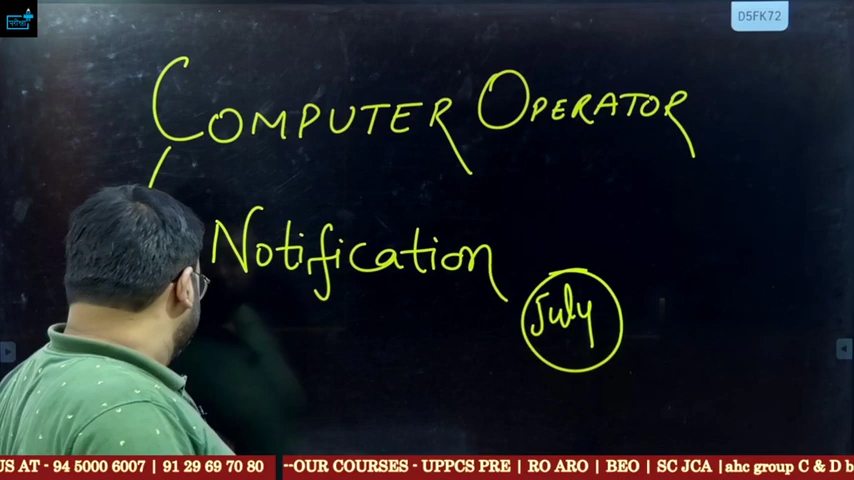 परीक्षा
D5FK72
COMPUTER OPERATOR
Notification
July
US AT - 94 5000 6007 | 91 29 69 70 80 --OUR COURSES - UPPCS PRE | RO ARO | BEO | SC JCA |ahc group C & D b